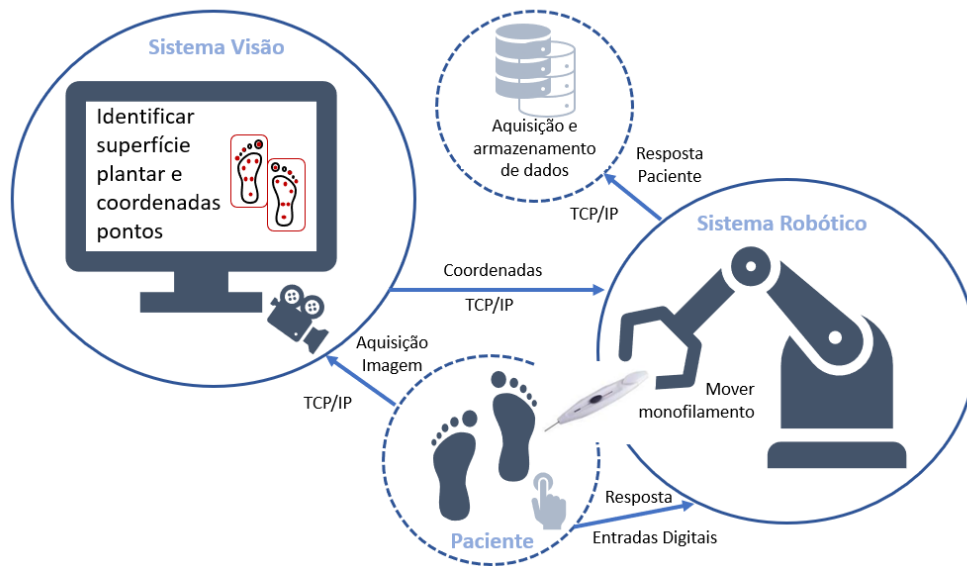 Sistema Visão
Identificar
superfície
plantar e
coordenadas
pontos
Aquisição e
armazenamento
de dados
Resposta
Paciente
TCP/IP
Sistema Robótico
Coordenadas
TCP/IP
Aquisição
Imagem
TCP/IP
Mover
monofilamento
Paciente
Resposta
Entradas Digitais